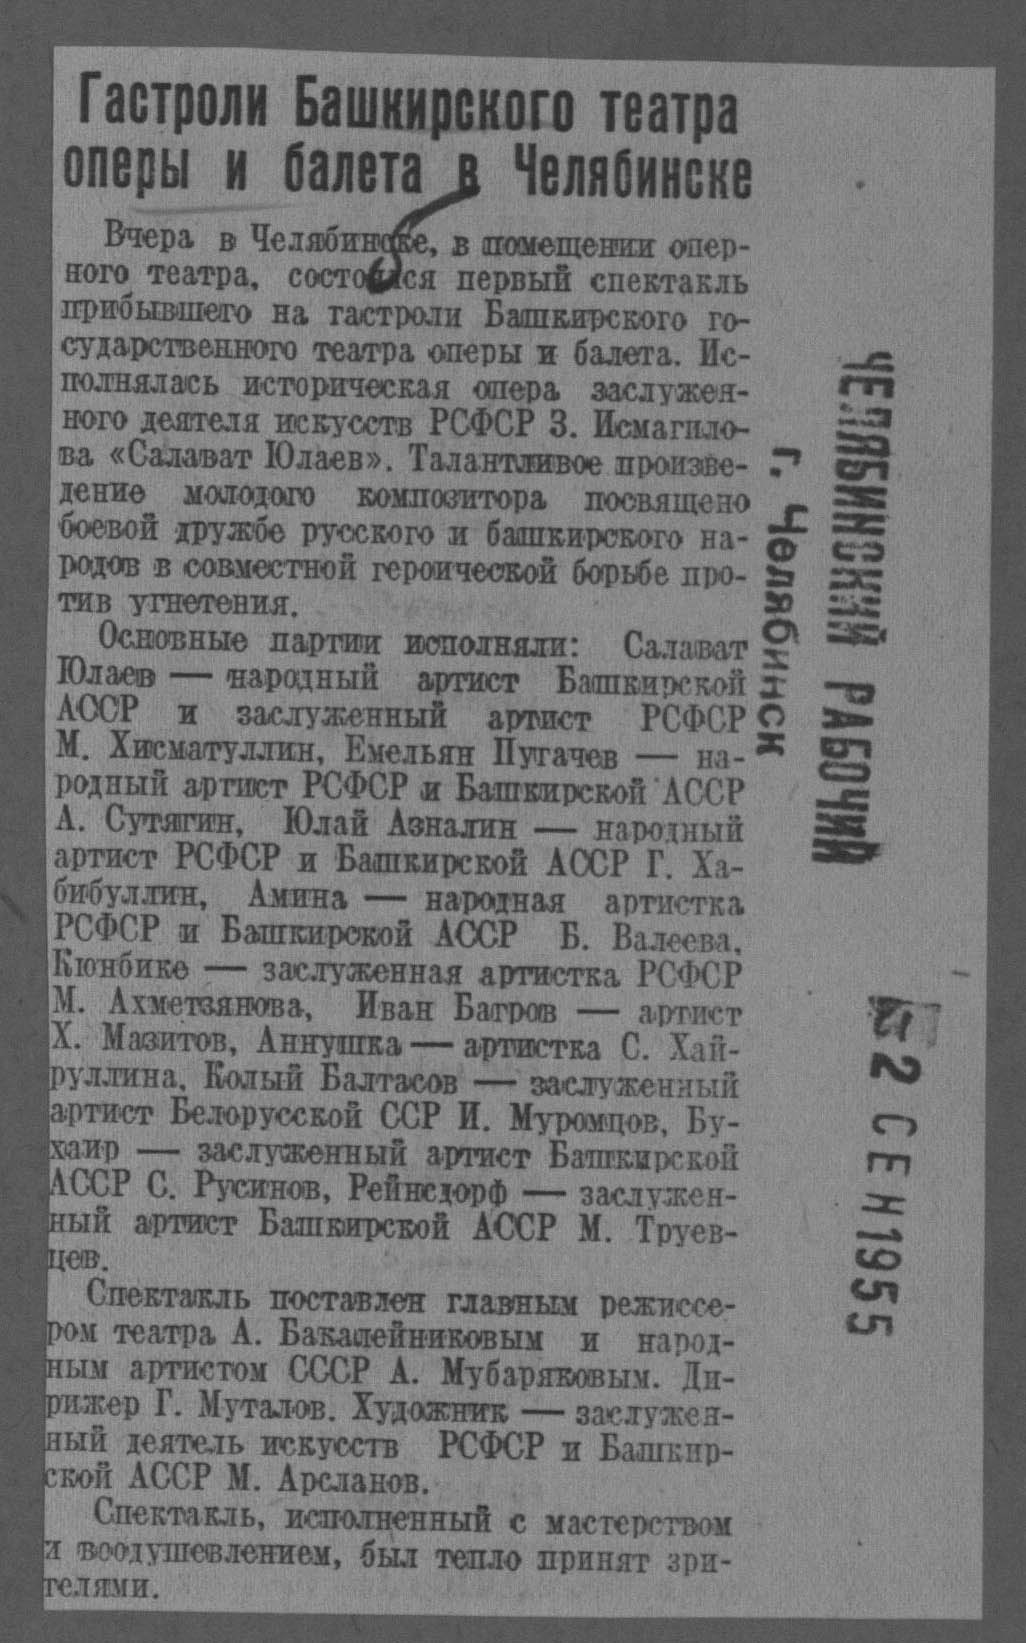 Гастроли Башкирского театра
оперы и балета в Челябинске
Вчера в Челябинске, в помещении опер-
ного театра, состоялся первый спектакль
прибывшего на гастроли Башкирского го-
сударственного театра оперы и балета. Ис-
полнялась историческая опера заслужен-
ного деятеля искусств РСФСР З. Исмагило-
ва «Салават Юлаев». Талантливое произве-
дение молодого композитора посвящено
боевой дружбе русского и башкирского на-
родов в совместной героической борьбе про-
тив угнетения.
Основные партии исполняли: Салават
Юлаев — народный артист Башкирской
АССР и заслуженный артист РСФСР
М. Хисматуллин, Емельян Пугачев — на-
родный артист РСФСР и Башкирской АССР
А. Сутягин, Юлай Азналин — народный
артист РСФСР и Башкирской АССР Г. Ха-
бибуллин, Амина — народная артистка
РСФСР и Башкирской АССР Б. Валеева,
Кюнбике — заслуженная артистка РСФСР
М. Ахметзянова, Иван Багров — артист
Х. Мазитов, Аннушка — артистка С. Хай-
руллина, Колый Балтасов — заслуженный
артист Белорусской ССР И. Муромцов, Бу-
хаир — заслуженный артист Башкирской
АССР С. Русинов, Рейнсдорф — заслужен-
ный артист Башкирской АССР М. Труев-
цев.
Спектакль поставлен главным режиссе-
ром театра А. Бакалейниковым и народ-
ным артистом СССР А. Мубаряковым. Ди-
рижер Г. Муталов. Художник — заслужен-
ный деятель искусств РСФСР и Башкир-
ской АССР М. Арсланов.
Спектакль, исполненный с мастерством
и воодушевлением, был тепло принят зри-
телями.
ЧЕЛЯБИНСКИЙ РАБОЧИЙ
г. Челябинск
2 СЕН 1955